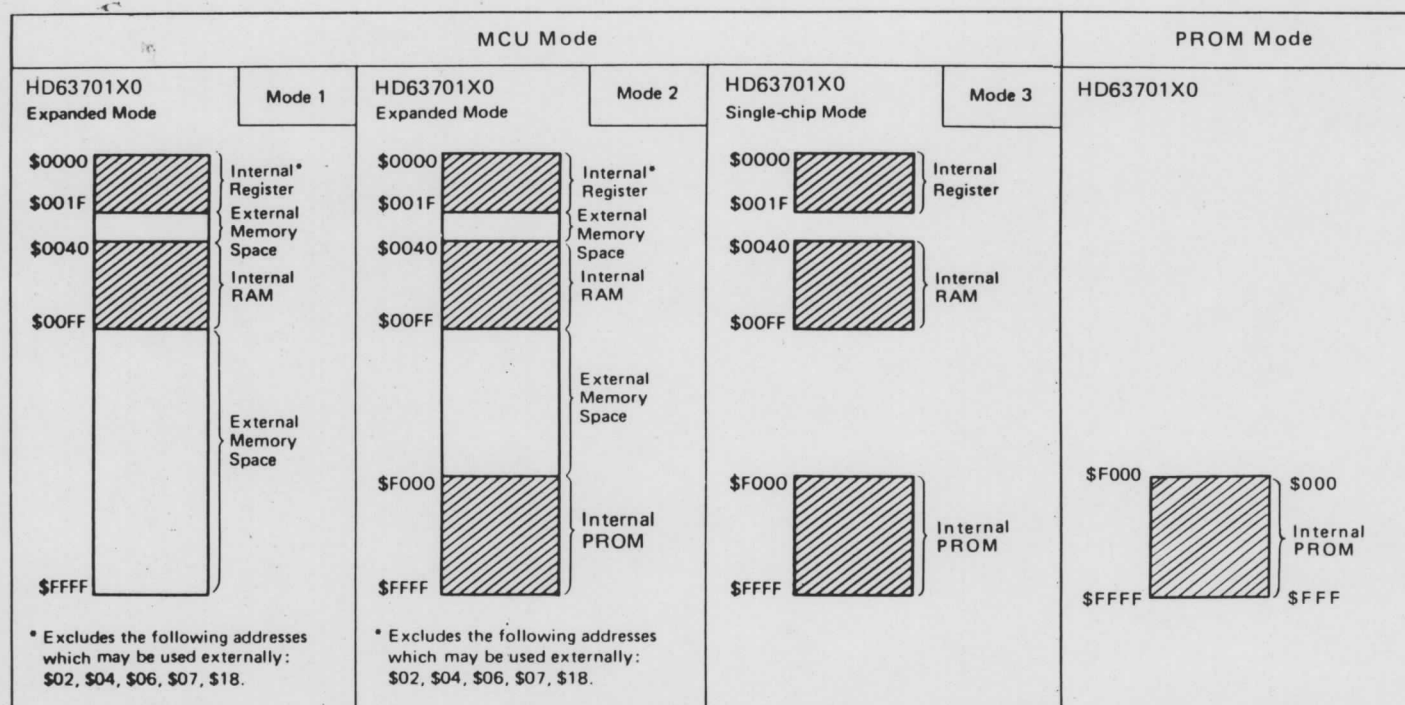 MCU Mode
PROM Mode
HD63701X0
Expanded Mode
Mode 1
$0000
$001F
$0040
$00FF
$FFFF
Internal*
Register
External
Memory
Space
Internal
RAM
External
Memory
Space
* Excludes the following addresses
which may be used externally:
$02, $04, $06, $07, $18.
HD63701X0
Expanded Mode
Mode 2
$0000
$001F
$0040
$00FF
$F000
$FFFF
Internal*
Register
External
Memory
Space
Internal
RAM
External
Memory
Space
Internal
PROM
* Excludes the following addresses
which may be used externally:
$02, $04, $06, $07, $18.
HD63701X0
Single-chip Mode
Mode 3
$0000
$001F
$0040
$00FF
$F000
$FFFF
Internal
Register
Internal
RAM
Internal
PROM
HD63701X0
$F000
$FFFF
$000
Internal
PROM
$FFF